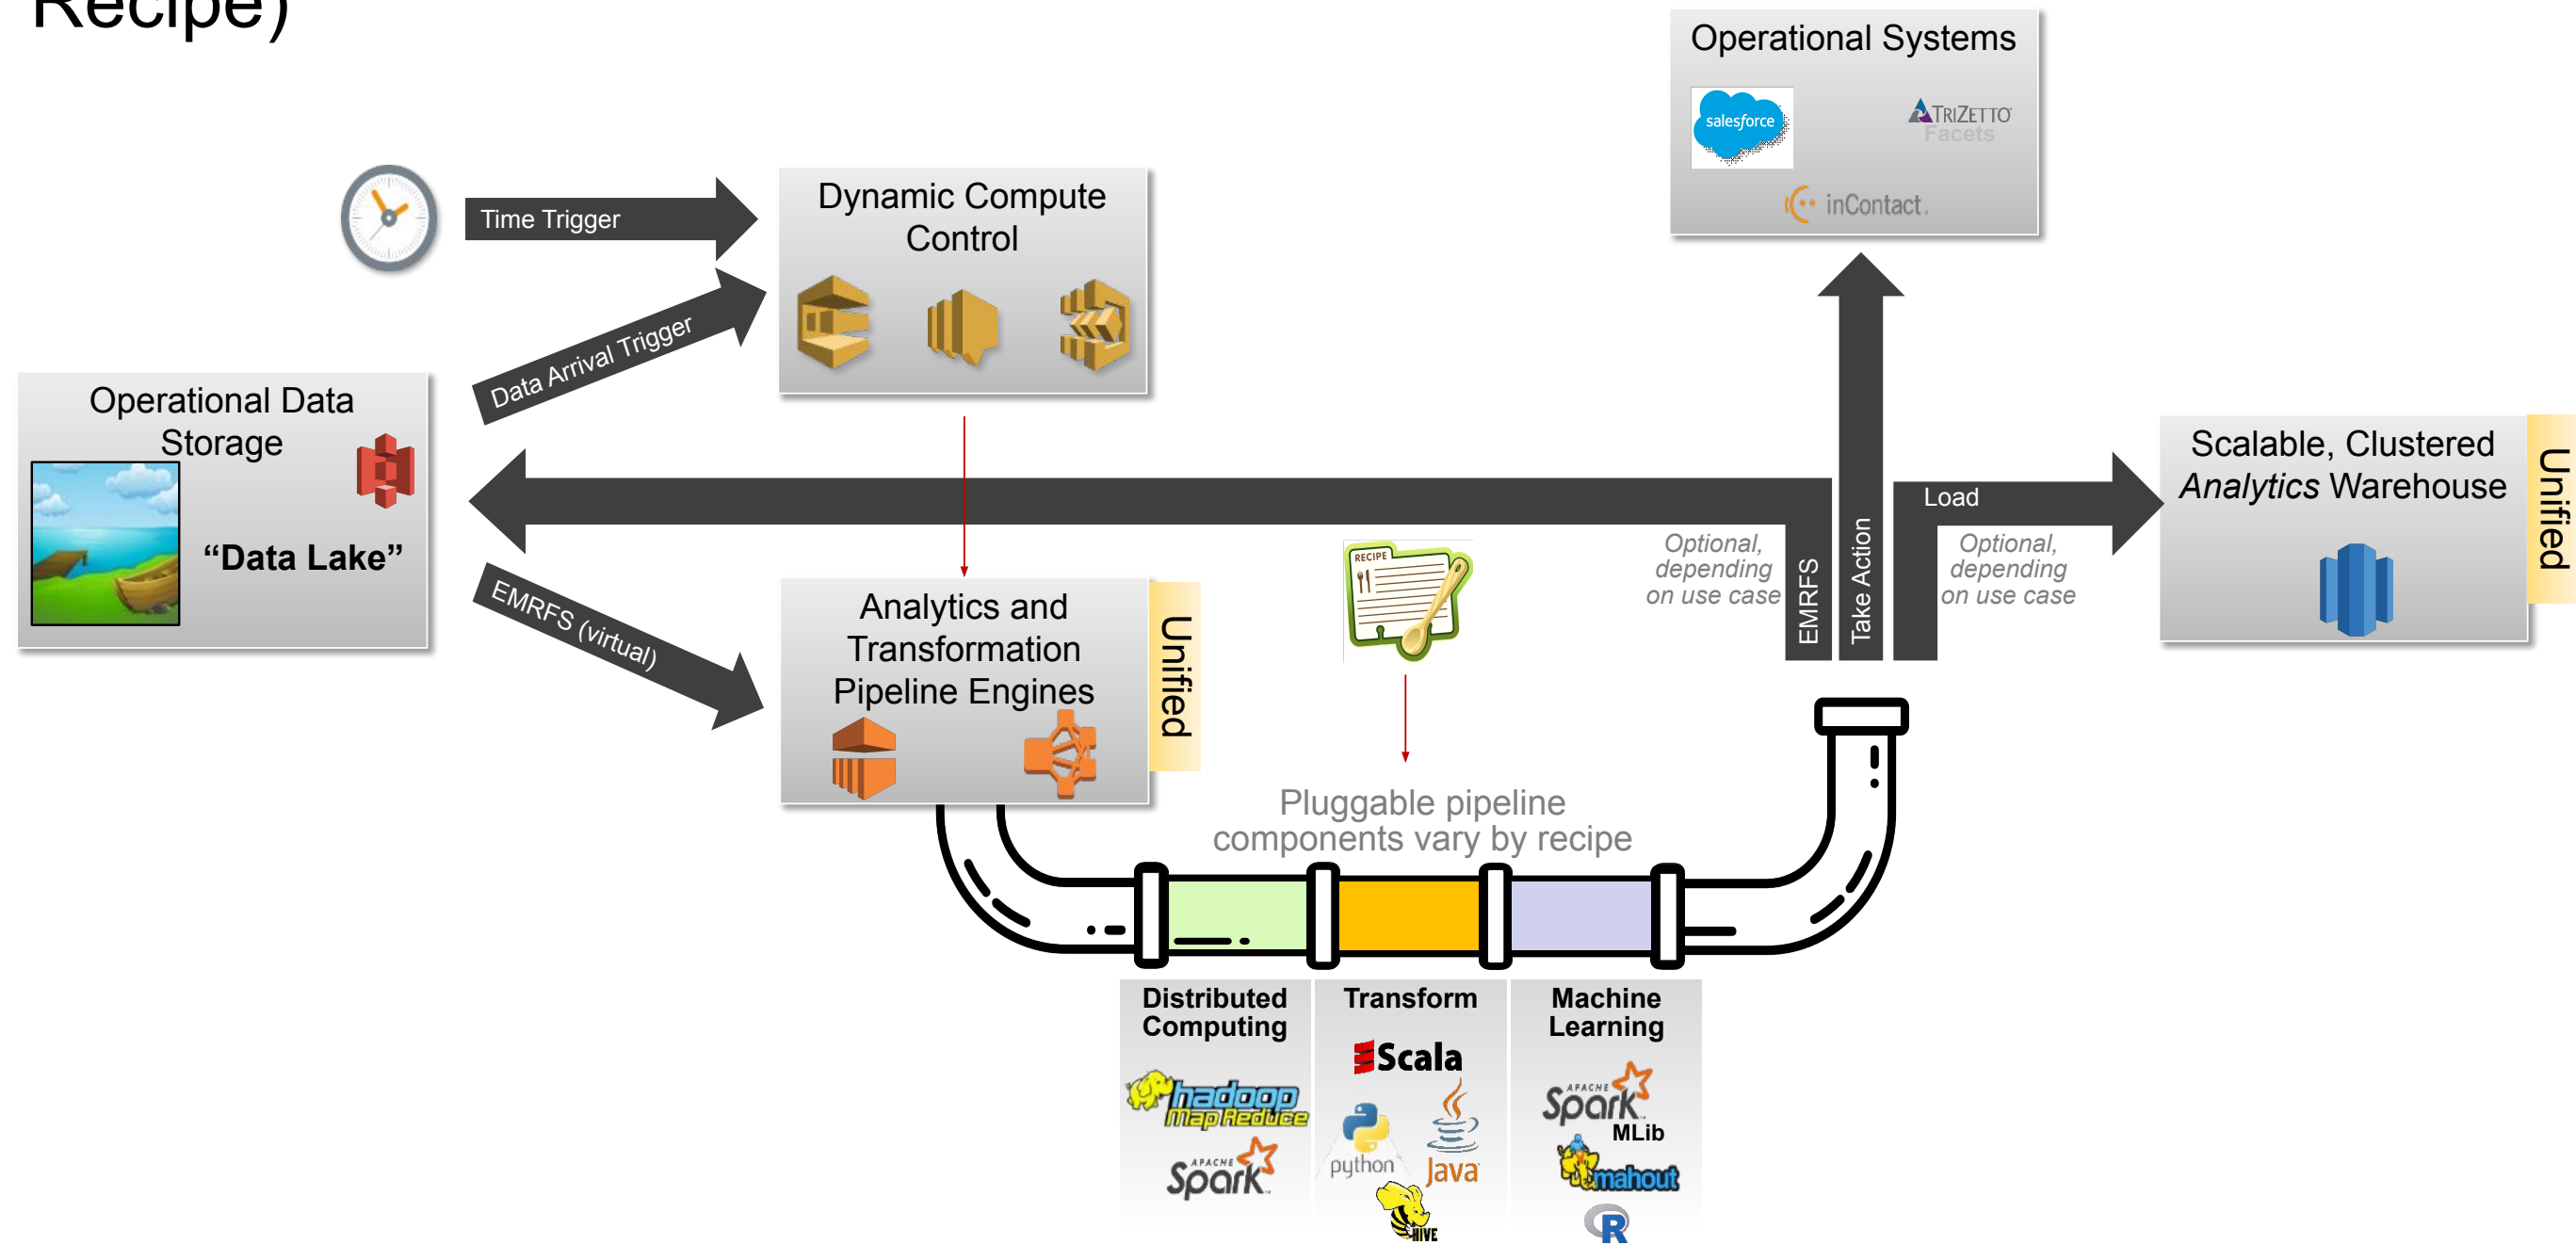 Recipe)
Operational Systems
salesforce
TRIZETTO
Facets
inContact.
Time Trigger
Dynamic Compute
Control
Data Arrival Trigger
Operational Data
Storage
“Data Lake”
EMRFS (virtual)
Analytics and
Transformation
Pipeline Engines
Unified
RECIPE
Pluggable pipeline
components vary by recipe
Optional,
depending
on use case
EMRFS
Take Action
Load
Optional,
depending
on use case
Scalable, Clustered
Analytics Warehouse
Unified
Distributed
Computing
hadoop
Map Reduce
APACHE
Spark
Transform
Scala
python
Java
HIVE
Machine
Learning
APACHE
Spark
MLib
mahout
R